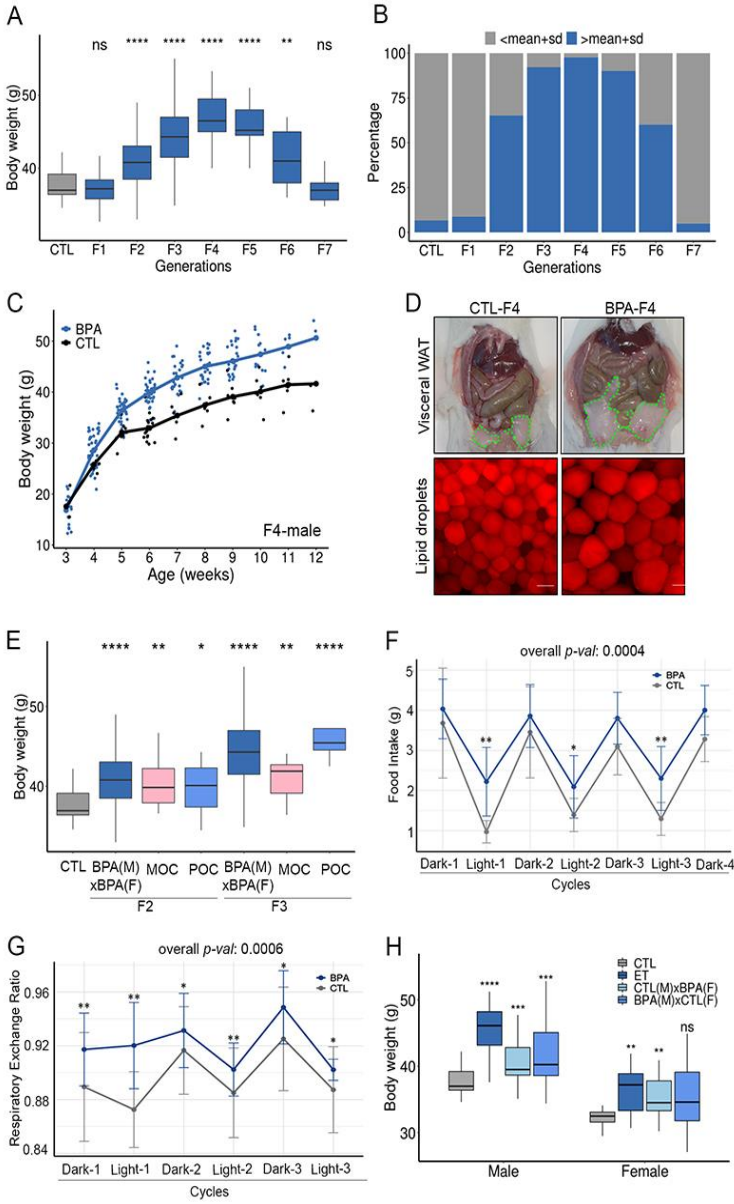 A
ns **** **** **** **** ** ns
Body weight (g)
50
40
CTL F1 F2 F3 F4 F5 F6 F7
Generations
B
<mean+sd >mean+sd
Percentage
100
75
50
25
0
CTL F1 F2 F3 F4 F5 F6 F7
Generations
C
BPA
CTL
Body weight (g)
50
40
30
20
10
F4-male
3 4 5 6 7 8 9 10 11 12
Age (weeks)
D
CTL-F4 BPA-F4
Visceral WAT
Lipid droplets
E
**** ** * **** ** ****
Body weight (g)
50
40
CTL BPA(M) MOC POC BPA(M) MOC POC
xBPA(F) xBPA(F)
F2 F3
F
overall p-val: 0.0004
BPA
CTL
Food Intake (g)
5
4
3
2
1
** * **
Dark-1 Light-1 Dark-2 Light-2 Dark-3 Light-3 Dark-4
Cycles
G
overall p-val: 0.0006
BPA
CTL
Respiratory Exchange Ratio
0.96
0.92
0.88
0.84
** ** * ** * *
Dark-1 Light-1 Dark-2 Light-2 Dark-3 Light-3
Cycles
H
CTL
ET
CTL(M)xBPA(F)
BPA(M)xCTL(F)
Body weight (g)
50
40
30
**** *** *** ** ** ns
Male Female